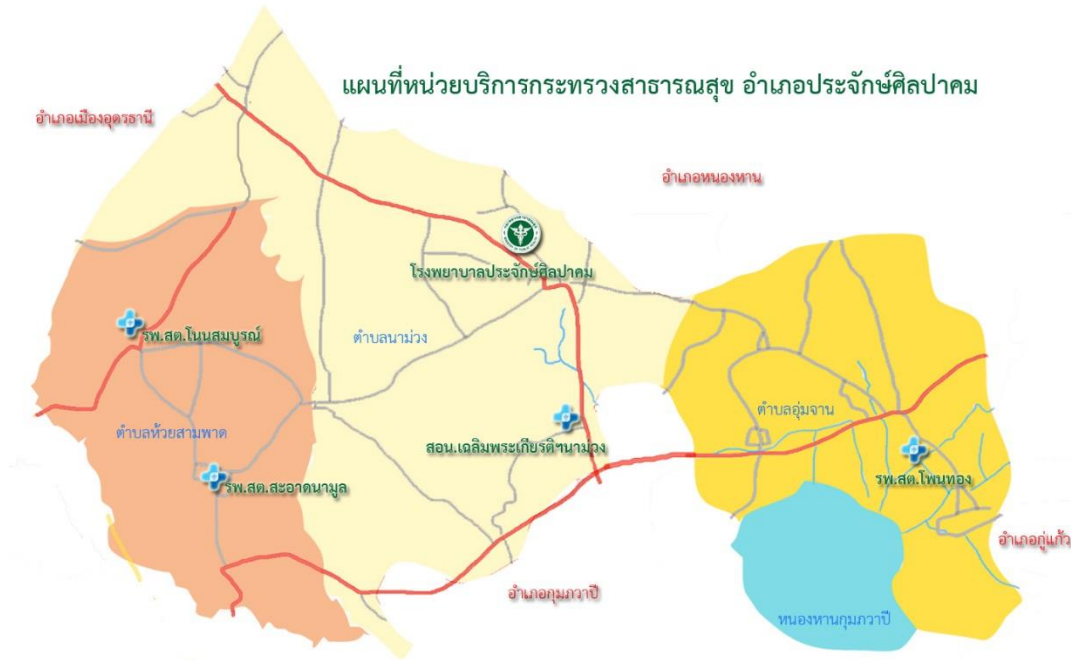 แผนที่หน่วยบริการกระทรวงสาธารณสุข อำเภอประจักษ์ศิลปาคม
อำเภอเมืองอุดรธานี
อำเภอหนองหาน
โรงพยาบาลประจักษ์ศิลปาคม
รพ.สต.โนนสมบูรณ์
ตำบลนาม่วง
ตำบลอุ่มจาน
ตำบลห้วยสามพาด
สอน.เฉลิมพระเกียรติฯนาม่วง
รพ.สต.สะอาดนามูล
รพ.สต.โพนทอง
อำเภอกู่แก้ว
อำเภอกุมภวาปี
หนองหานกุมภวาปี